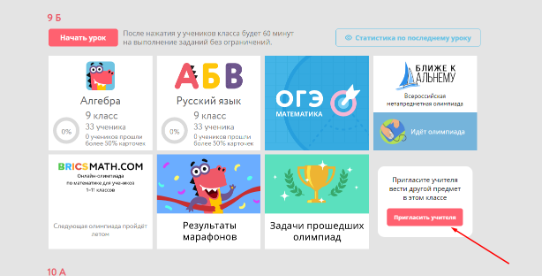 9 Б
Начать урок
После нажатия у учеников класса будет 60 минут
на выполнение заданий без ограничений.
Статистика по последнему уроку
Алгебра
9 класс
33 ученика
0%
0 учеников прошли
более 50% карточек
Русский язык
9 класс
33 ученика
0%
0 учеников прошли
более 50% карточек
ОГЭ
МАТЕМАТИКА
БЛИЖЕ К
АЛЬНЕМУ
Всероссийская
метапредметная олимпиада
Идёт олимпиада
BRICSMATH.COM
Онлайн-олимпиада
по математике для учеников
1–11 классов
Следующая олимпиада пройдёт
летом
Результаты
марафонов
Задачи прошедших
олимпиад
Пригласите учителя
вести другой предмет
в этом классе
Пригласить учителя
10 А